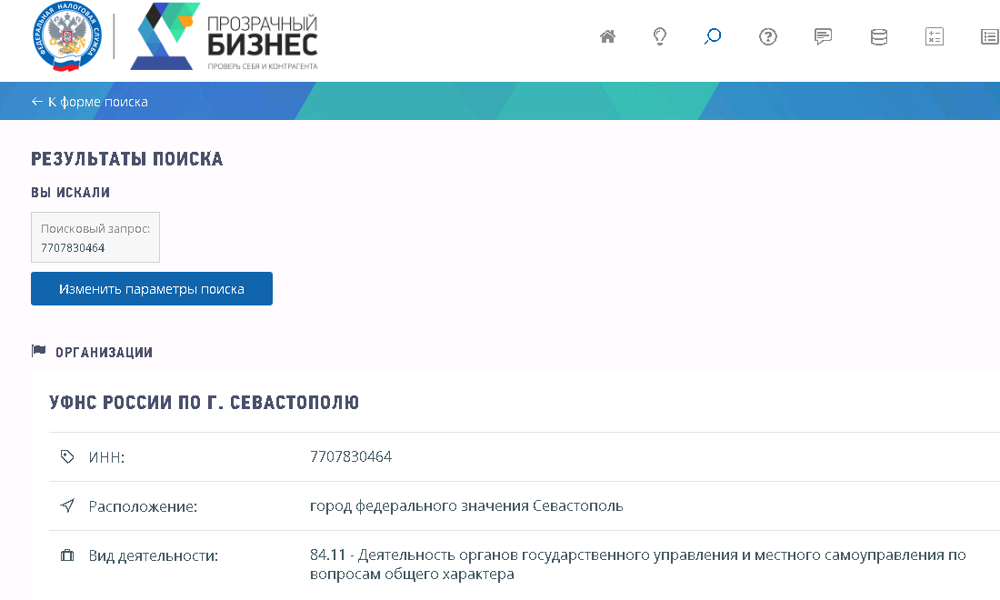 ФЕДЕРАЛЬНАЯ НАЛОГОВАЯ СЛУЖБА
ПРОЗРАЧНЫЙ
БИЗНЕС
ПРОВЕРЬ СЕБЯ И КОНТРАГЕНТА
← К форме поиска
РЕЗУЛЬТАТЫ ПОИСКА
ВЫ ИСКАЛИ
Поисковый запрос:
7707830464
Изменить параметры поиска
ОРГАНИЗАЦИИ
УФНС РОССИИ ПО Г. СЕВАСТОПОЛЮ
ИНН: 7707830464
Расположение: город федерального значения Севастополь
Вид деятельности: 84.11 - Деятельность органов государственного управления и местного самоуправления по
вопросам общего характера